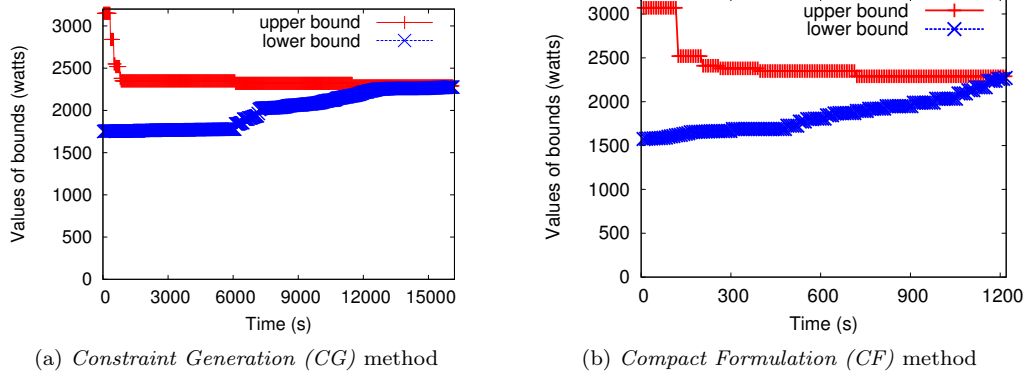 3000
2500
2000
1500
1000
500
0
Values of bounds (watts)
upper bound
lower bound
0 3000 6000 9000 12000 15000
Time (s)
(a) Constraint Generation (CG) method
3000
2500
2000
1500
1000
500
0
Values of bounds (watts)
upper bound
lower bound
0 300 600 900 1200
Time (s)
(b) Compact Formulation (CF) method